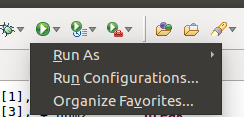 Run As
Run Configurations...
Organize Favorites...
[1],
[3],